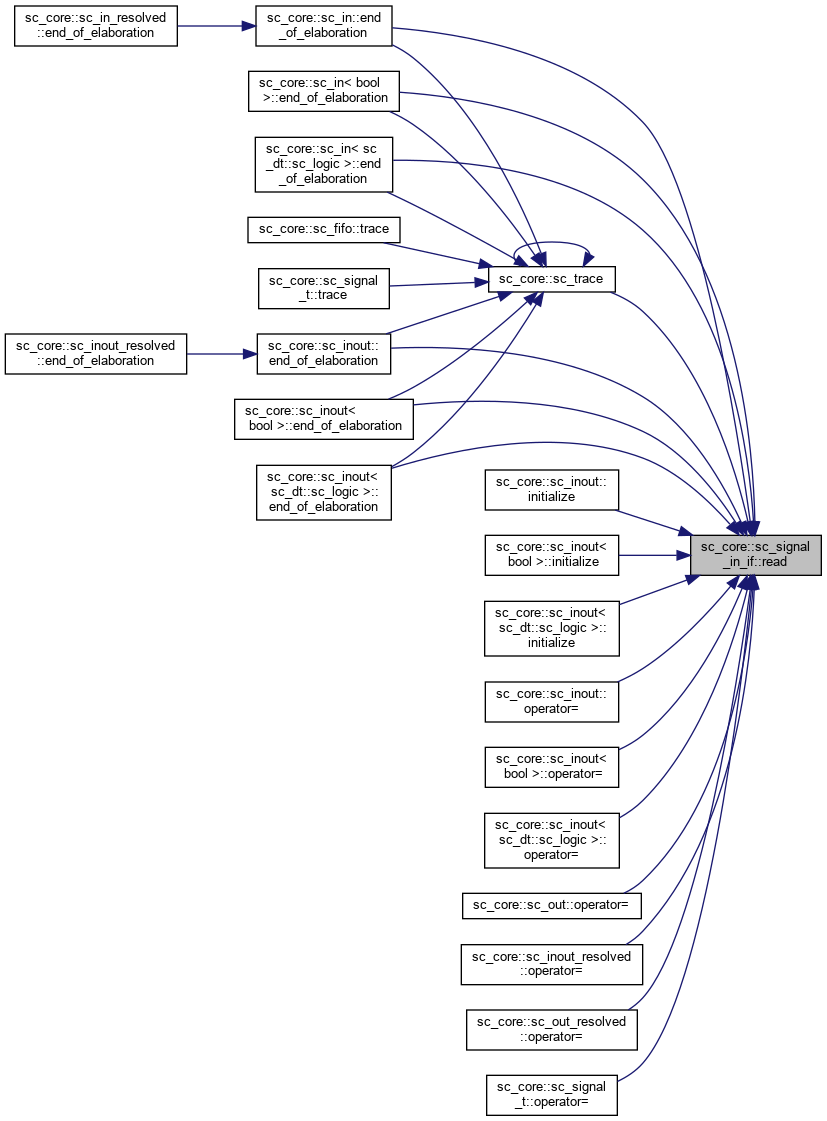 sc_core::sc_in_resolved
::end_of_elaboration
sc_core::sc_in::end
_of_elaboration
sc_core::sc_in< bool
>::end_of_elaboration
sc_core::sc_in< sc
_dt::sc_logic >::end
_of_elaboration
sc_core::sc_fifo::trace
sc_core::sc_signal
_t::trace
sc_core::sc_trace
sc_core::sc_inout_resolved
::end_of_elaboration
sc_core::sc_inout::
end_of_elaboration
sc_core::sc_inout<
bool >::end_of_elaboration
sc_core::sc_inout<
sc_dt::sc_logic >::
end_of_elaboration
sc_core::sc_inout::
initialize
sc_core::sc_inout<
bool >::initialize
sc_core::sc_signal
_in_if::read
sc_core::sc_inout<
sc_dt::sc_logic >::
initialize
sc_core::sc_inout::
operator=
sc_core::sc_inout<
bool >::operator=
sc_core::sc_inout<
sc_dt::sc_logic >::
operator=
sc_core::sc_out::operator=
sc_core::sc_inout_resolved
::operator=
sc_core::sc_out_resolved
::operator=
sc_core::sc_signal
_t::operator=